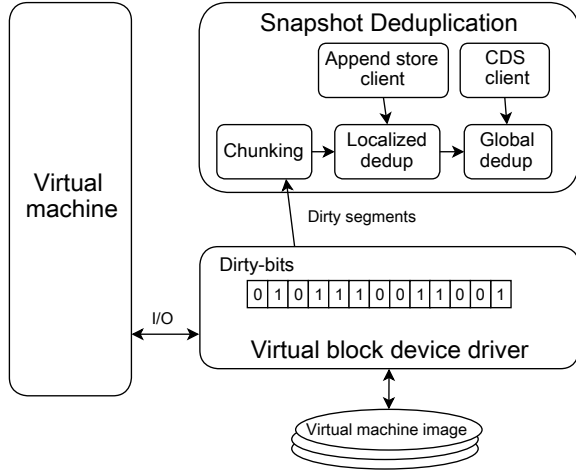 Snapshot Deduplication
Append store
client
CDS
client
Chunking
Localized
dedup
Global
dedup
Virtual
machine
Dirty segments
Dirty-bits
0 1 0 1 1 1 0 0 1 1 0 0 1
I/O
Virtual block device driver
Virtual machine image